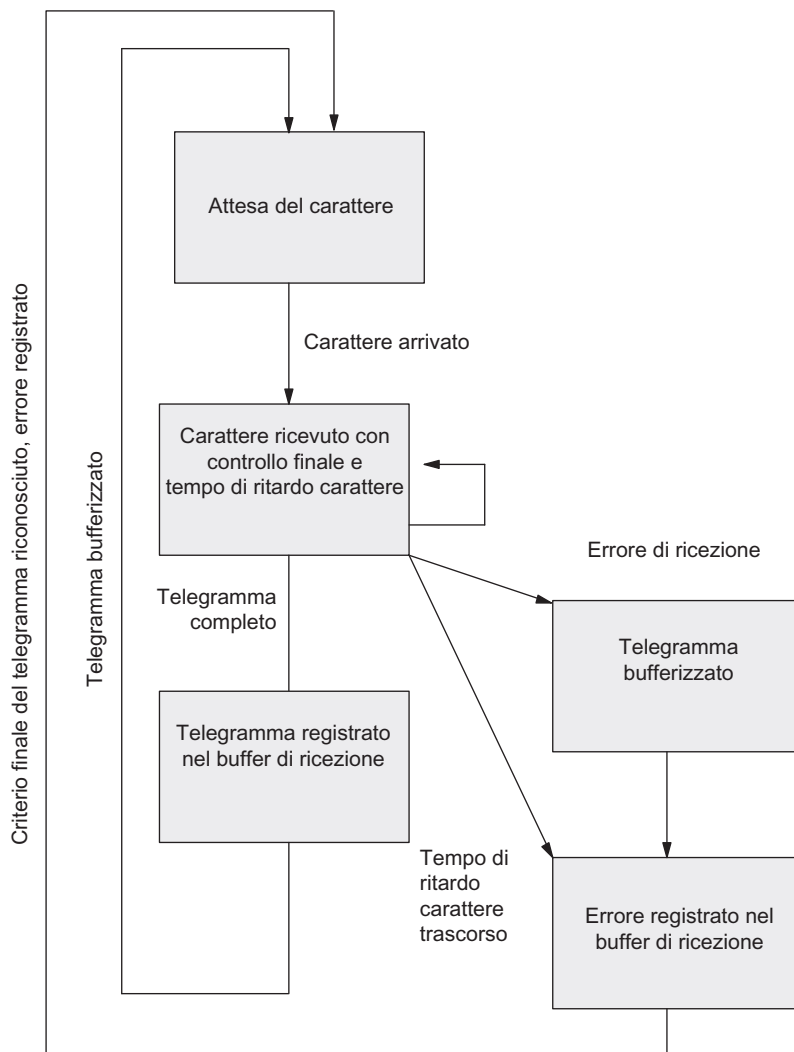 Attesa del carattere
Carattere arrivato
Carattere ricevuto con
controllo finale e
tempo di ritardo carattere
Errore di ricezione
Telegramma
completo
Telegramma
bufferizzato
Telegramma registrato
nel buffer di ricezione
Tempo di
ritardo
carattere
trascorso
Errore registrato nel
buffer di ricezione
Telegramma bufferizzato
Criterio finale del telegramma riconosciuto, errore registrato